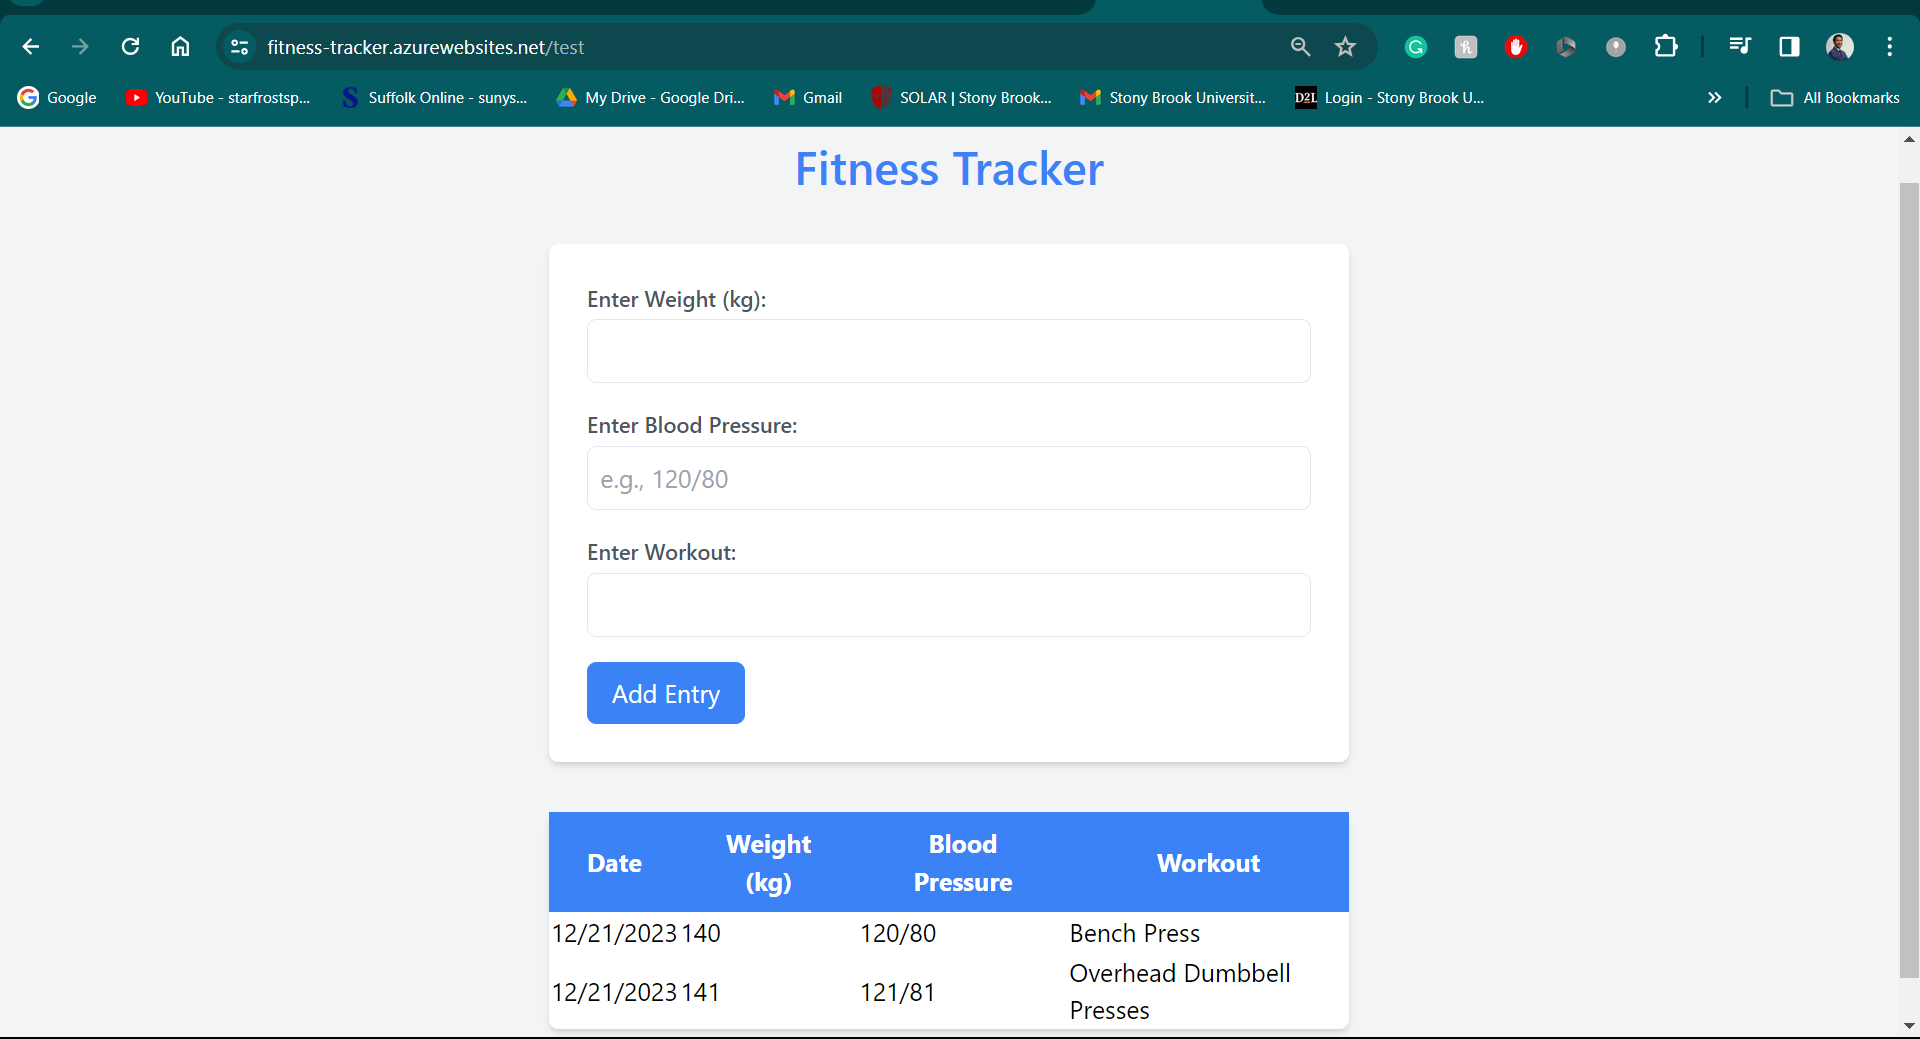 fitness-tracker.azurewebsites.net/test
Google
YouTube - starfrostsp...
Suffolk Online - sunys...
My Drive - Google Dri...
Gmail
SOLAR | Stony Brook...
Stony Brook Universit...
D2L
Login - Stony Brook U...
All Bookmarks
Fitness Tracker
Enter Weight (kg):
Enter Blood Pressure:
e.g., 120/80
Enter Workout:
Add Entry
Date
Weight
(kg)
Blood
Pressure
Workout
12/21/2023 140 120/80 Bench Press
12/21/2023 141 121/81 Overhead Dumbbell
Presses